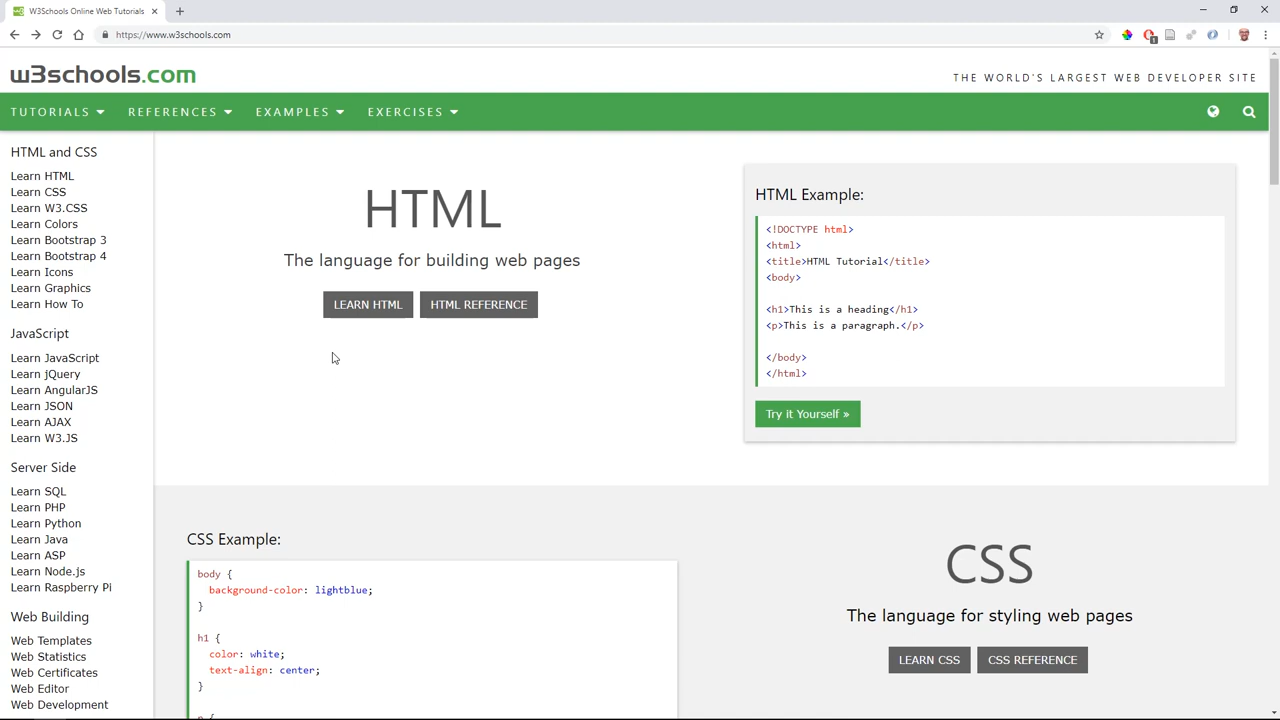 W3Schools Online Web Tutorials
https://www.w3schools.com
1
w3schools.com
THE WORLD'S LARGEST WEB DEVELOPER SITE
TUTORIALS
REFERENCES
EXAMPLES
EXERCISES
HTML and CSS
Learn HTML
Learn CSS
Learn W3.CSS
Learn Colors
Learn Bootstrap 3
Learn Bootstrap 4
Learn Icons
Learn Graphics
Learn How To
JavaScript
Learn JavaScript
Learn jQuery
Learn AngularJS
Learn JSON
Learn AJAX
Learn W3.JS
Server Side
Learn SQL
Learn PHP
Learn Python
Learn Java
Learn ASP
Learn Node.js
Learn Raspberry Pi
Web Building
Web Templates
Web Statistics
Web Certificates
Web Editor
Web Development
HTML
The language for building web pages
LEARN HTML
HTML REFERENCE
HTML Example:
<!DOCTYPE html>
<html>
<title>HTML Tutorial</title>
<body>
<h1>This is a heading</h1>
<p>This is a paragraph.</p>
</body>
</html>
Try it Yourself »
CSS Example:
body {
background-color: lightblue;
}
h1 {
color: white;
text-align: center;
}
p {
CSS
The language for styling web pages
LEARN CSS
CSS REFERENCE